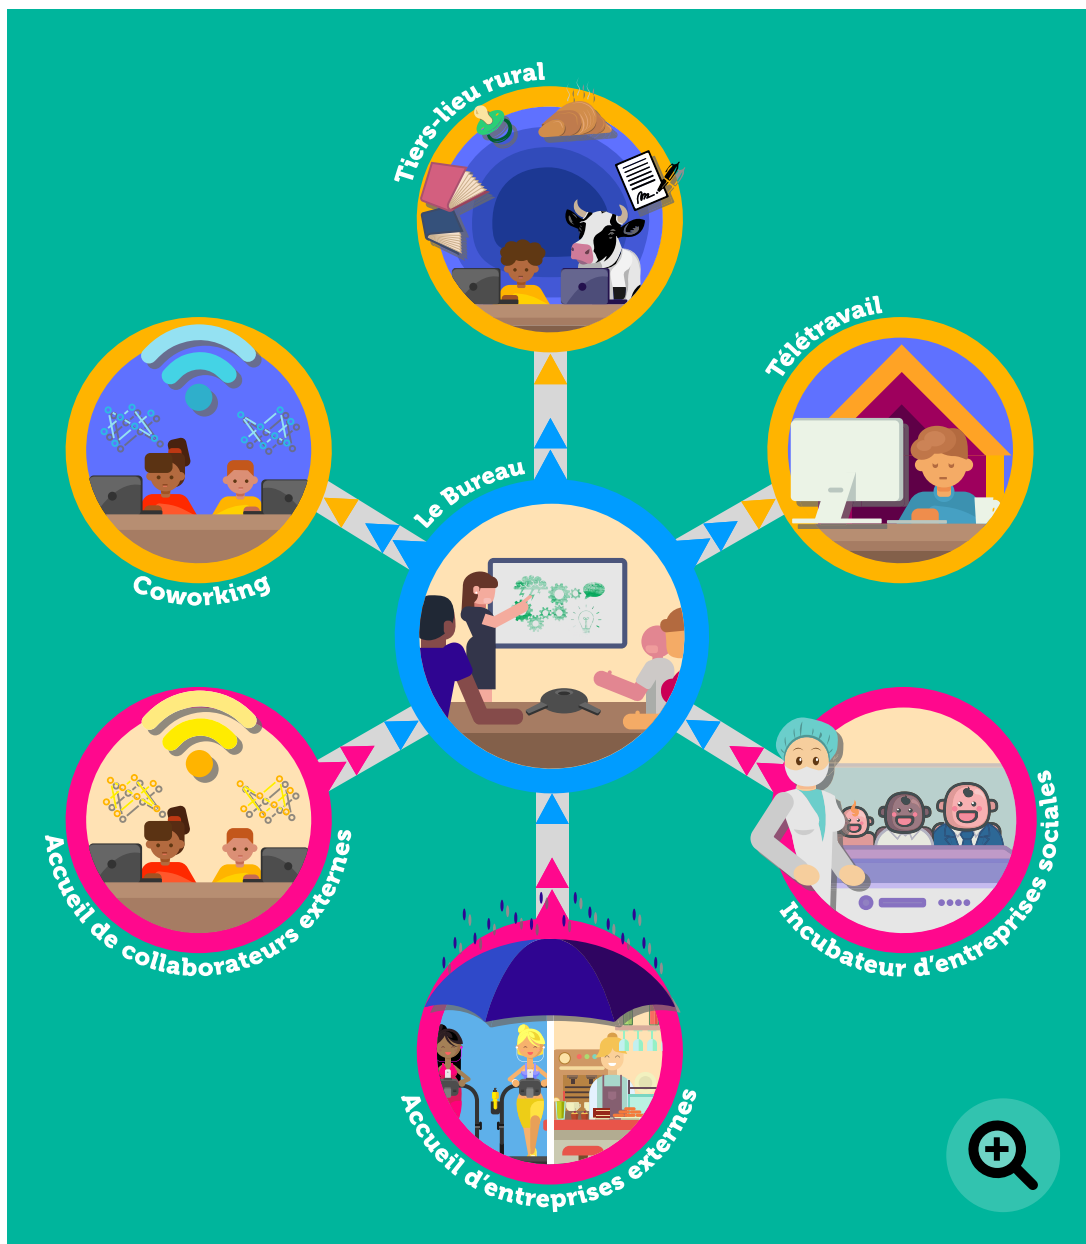 Tiers-lieu rural
Télétravail
Le Bureau
Coworking
Accueil de collaborateurs externes
Incubateur d'entreprises sociales
Accueil d'entreprises externes